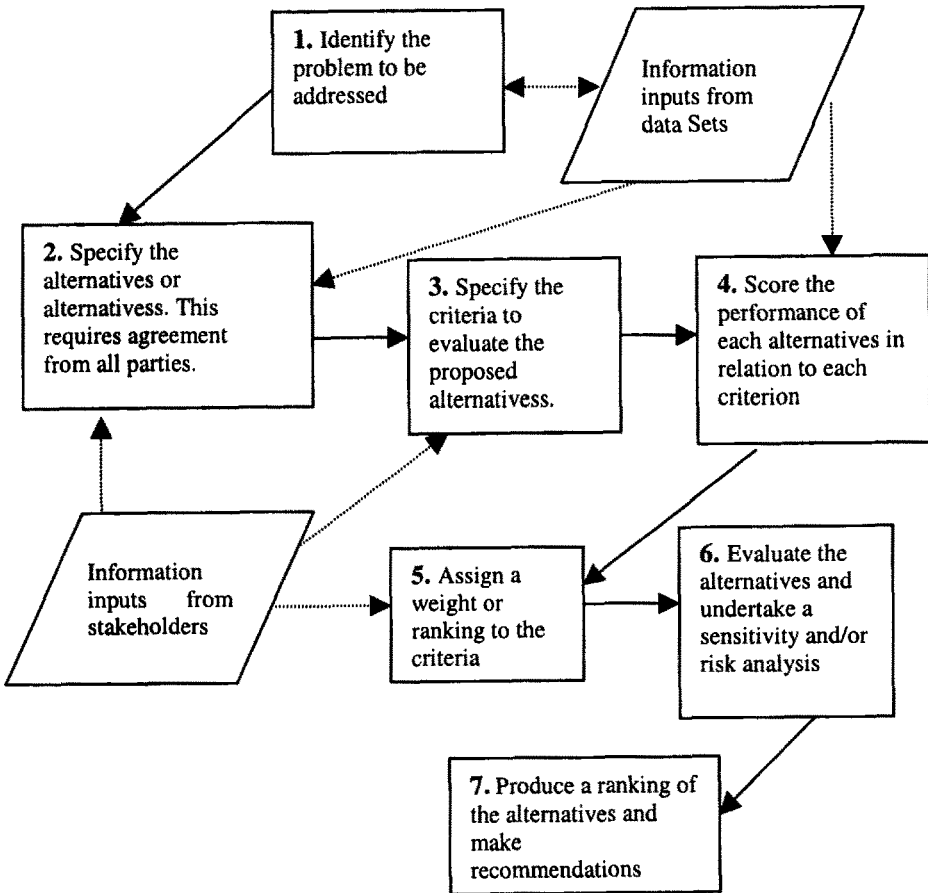 1. Identify the
problem to be
addressed
Information
inputs from
data Sets
2. Specify the
alternatives or
alternativess. This
requires agreement
from all parties.
3. Specify the
criteria to
evaluate the
proposed
alternativess.
4. Score the
performance of
each alternatives in
relation to each
criterion
Information
inputs from
stakeholders
5. Assign a
weight or
ranking to the
criteria
6. Evaluate the
alternatives and
undertake a
sensitivity and/or
risk analysis
7. Produce a ranking of
the alternatives and
make
recommendations